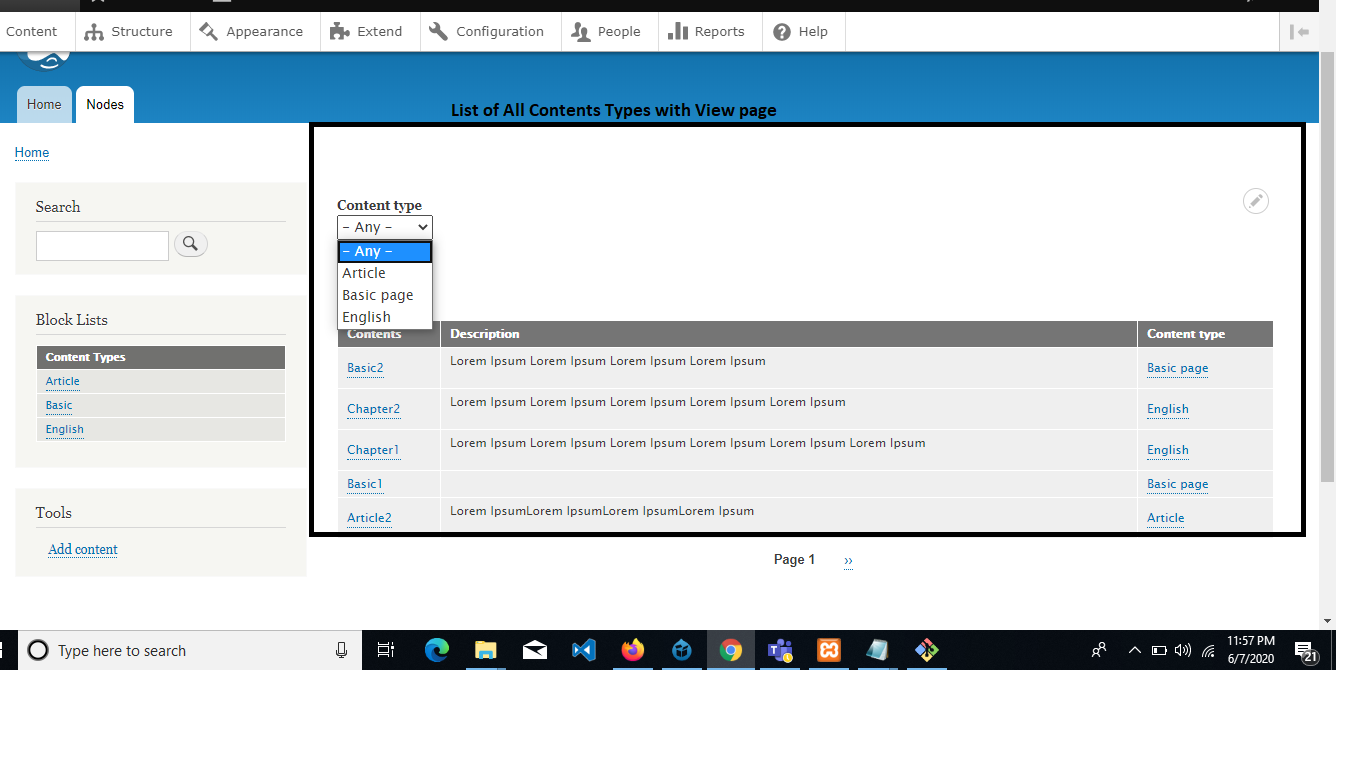 Content Structure Appearance Extend Configuration People Reports Help
Home Nodes
List of All Contents Types with View page
Home
Search
Block Lists
Content Types
Article
Basic
English
Tools
Add content
Content type
- Any -
- Any -
Article
Basic page
English
Contents Description Content type
Basic2 Lorem Ipsum Lorem Ipsum Lorem Ipsum Lorem Ipsum Basic page
Chapter2 Lorem Ipsum Lorem Ipsum Lorem Ipsum Lorem Ipsum Lorem Ipsum English
Chapter1 Lorem Ipsum Lorem Ipsum Lorem Ipsum Lorem Ipsum Lorem Ipsum Lorem Ipsum English
Basic1 Basic page
Article2 Lorem IpsumLorem IpsumLorem IpsumLorem Ipsum Article
Page 1 ››
Type here to search
11:57 PM
6/7/2020
21